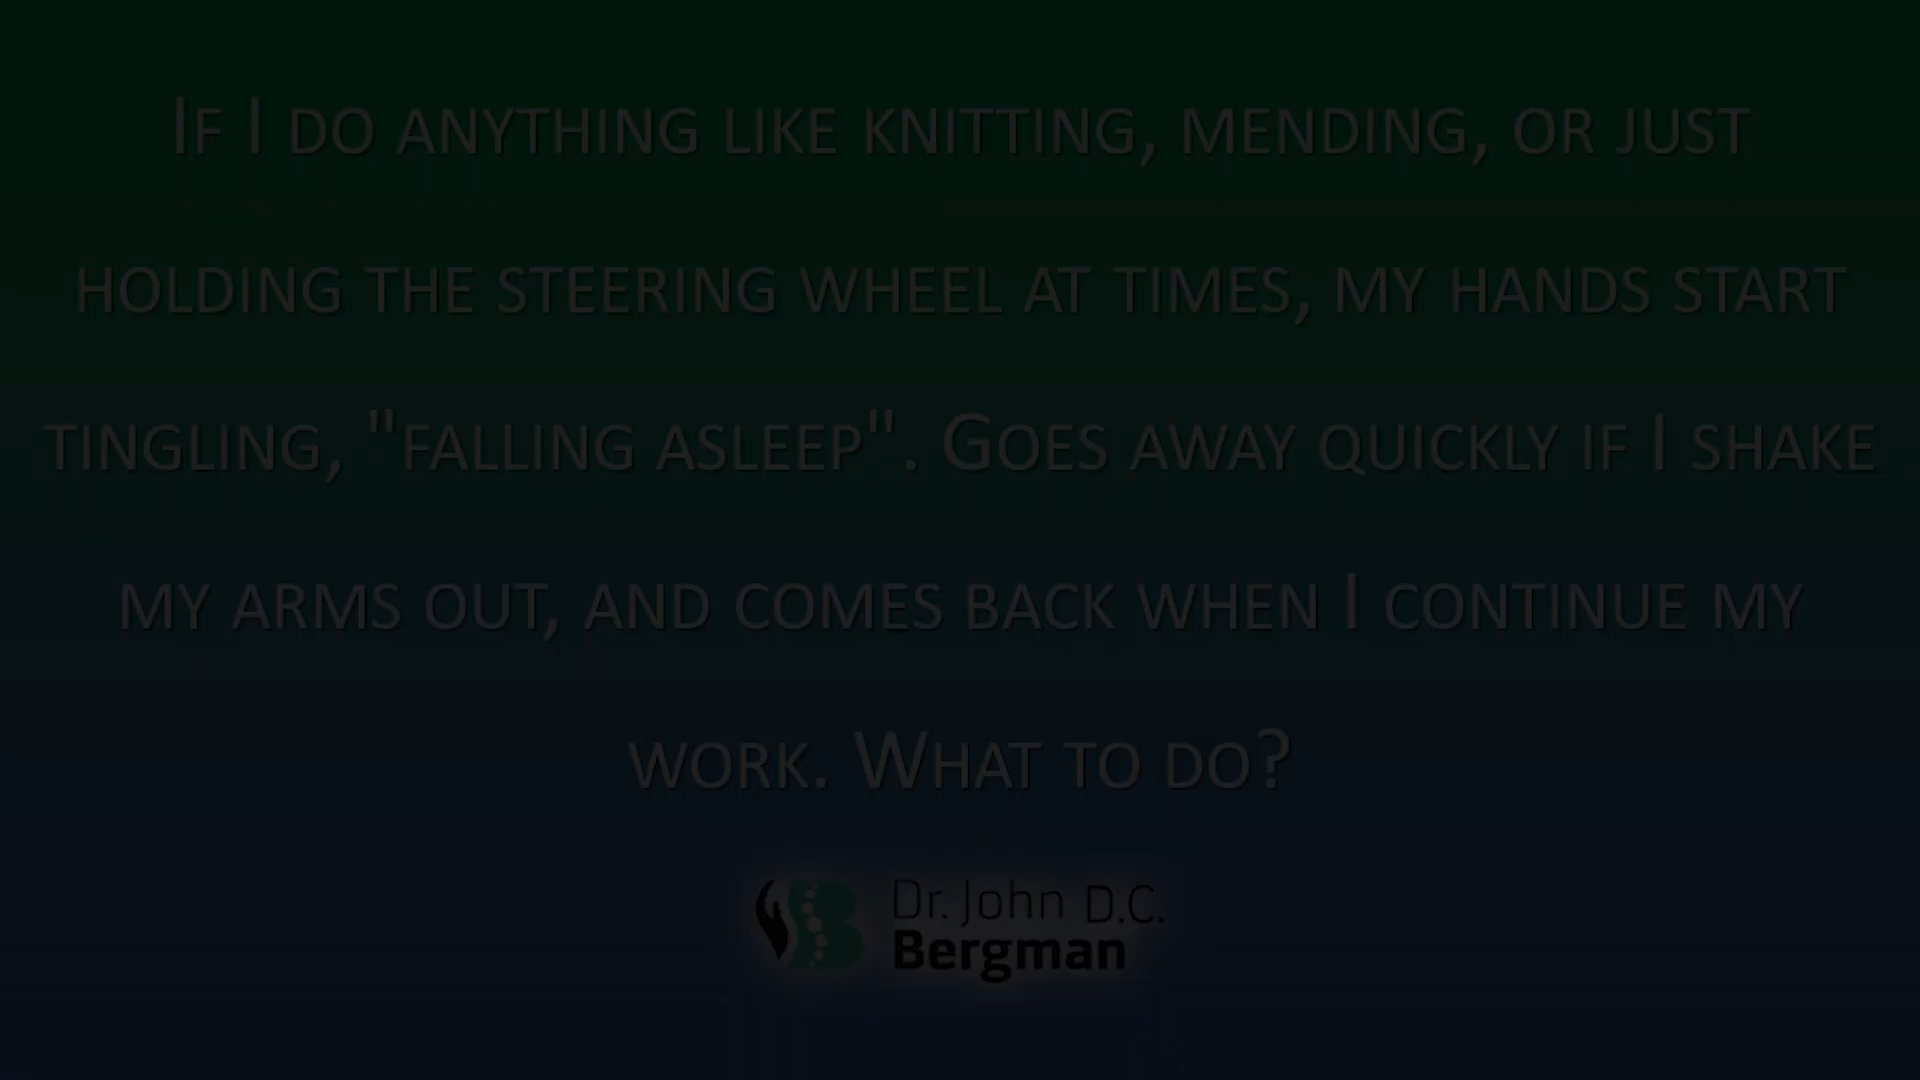 If I do anything like knitting, mending, or just
holding the steering wheel at times, my hands start
tingling, "falling asleep". Goes away quickly if I shake
my arms out, and comes back when I continue my
work. What to do?
Dr. John D.C.
Bergman